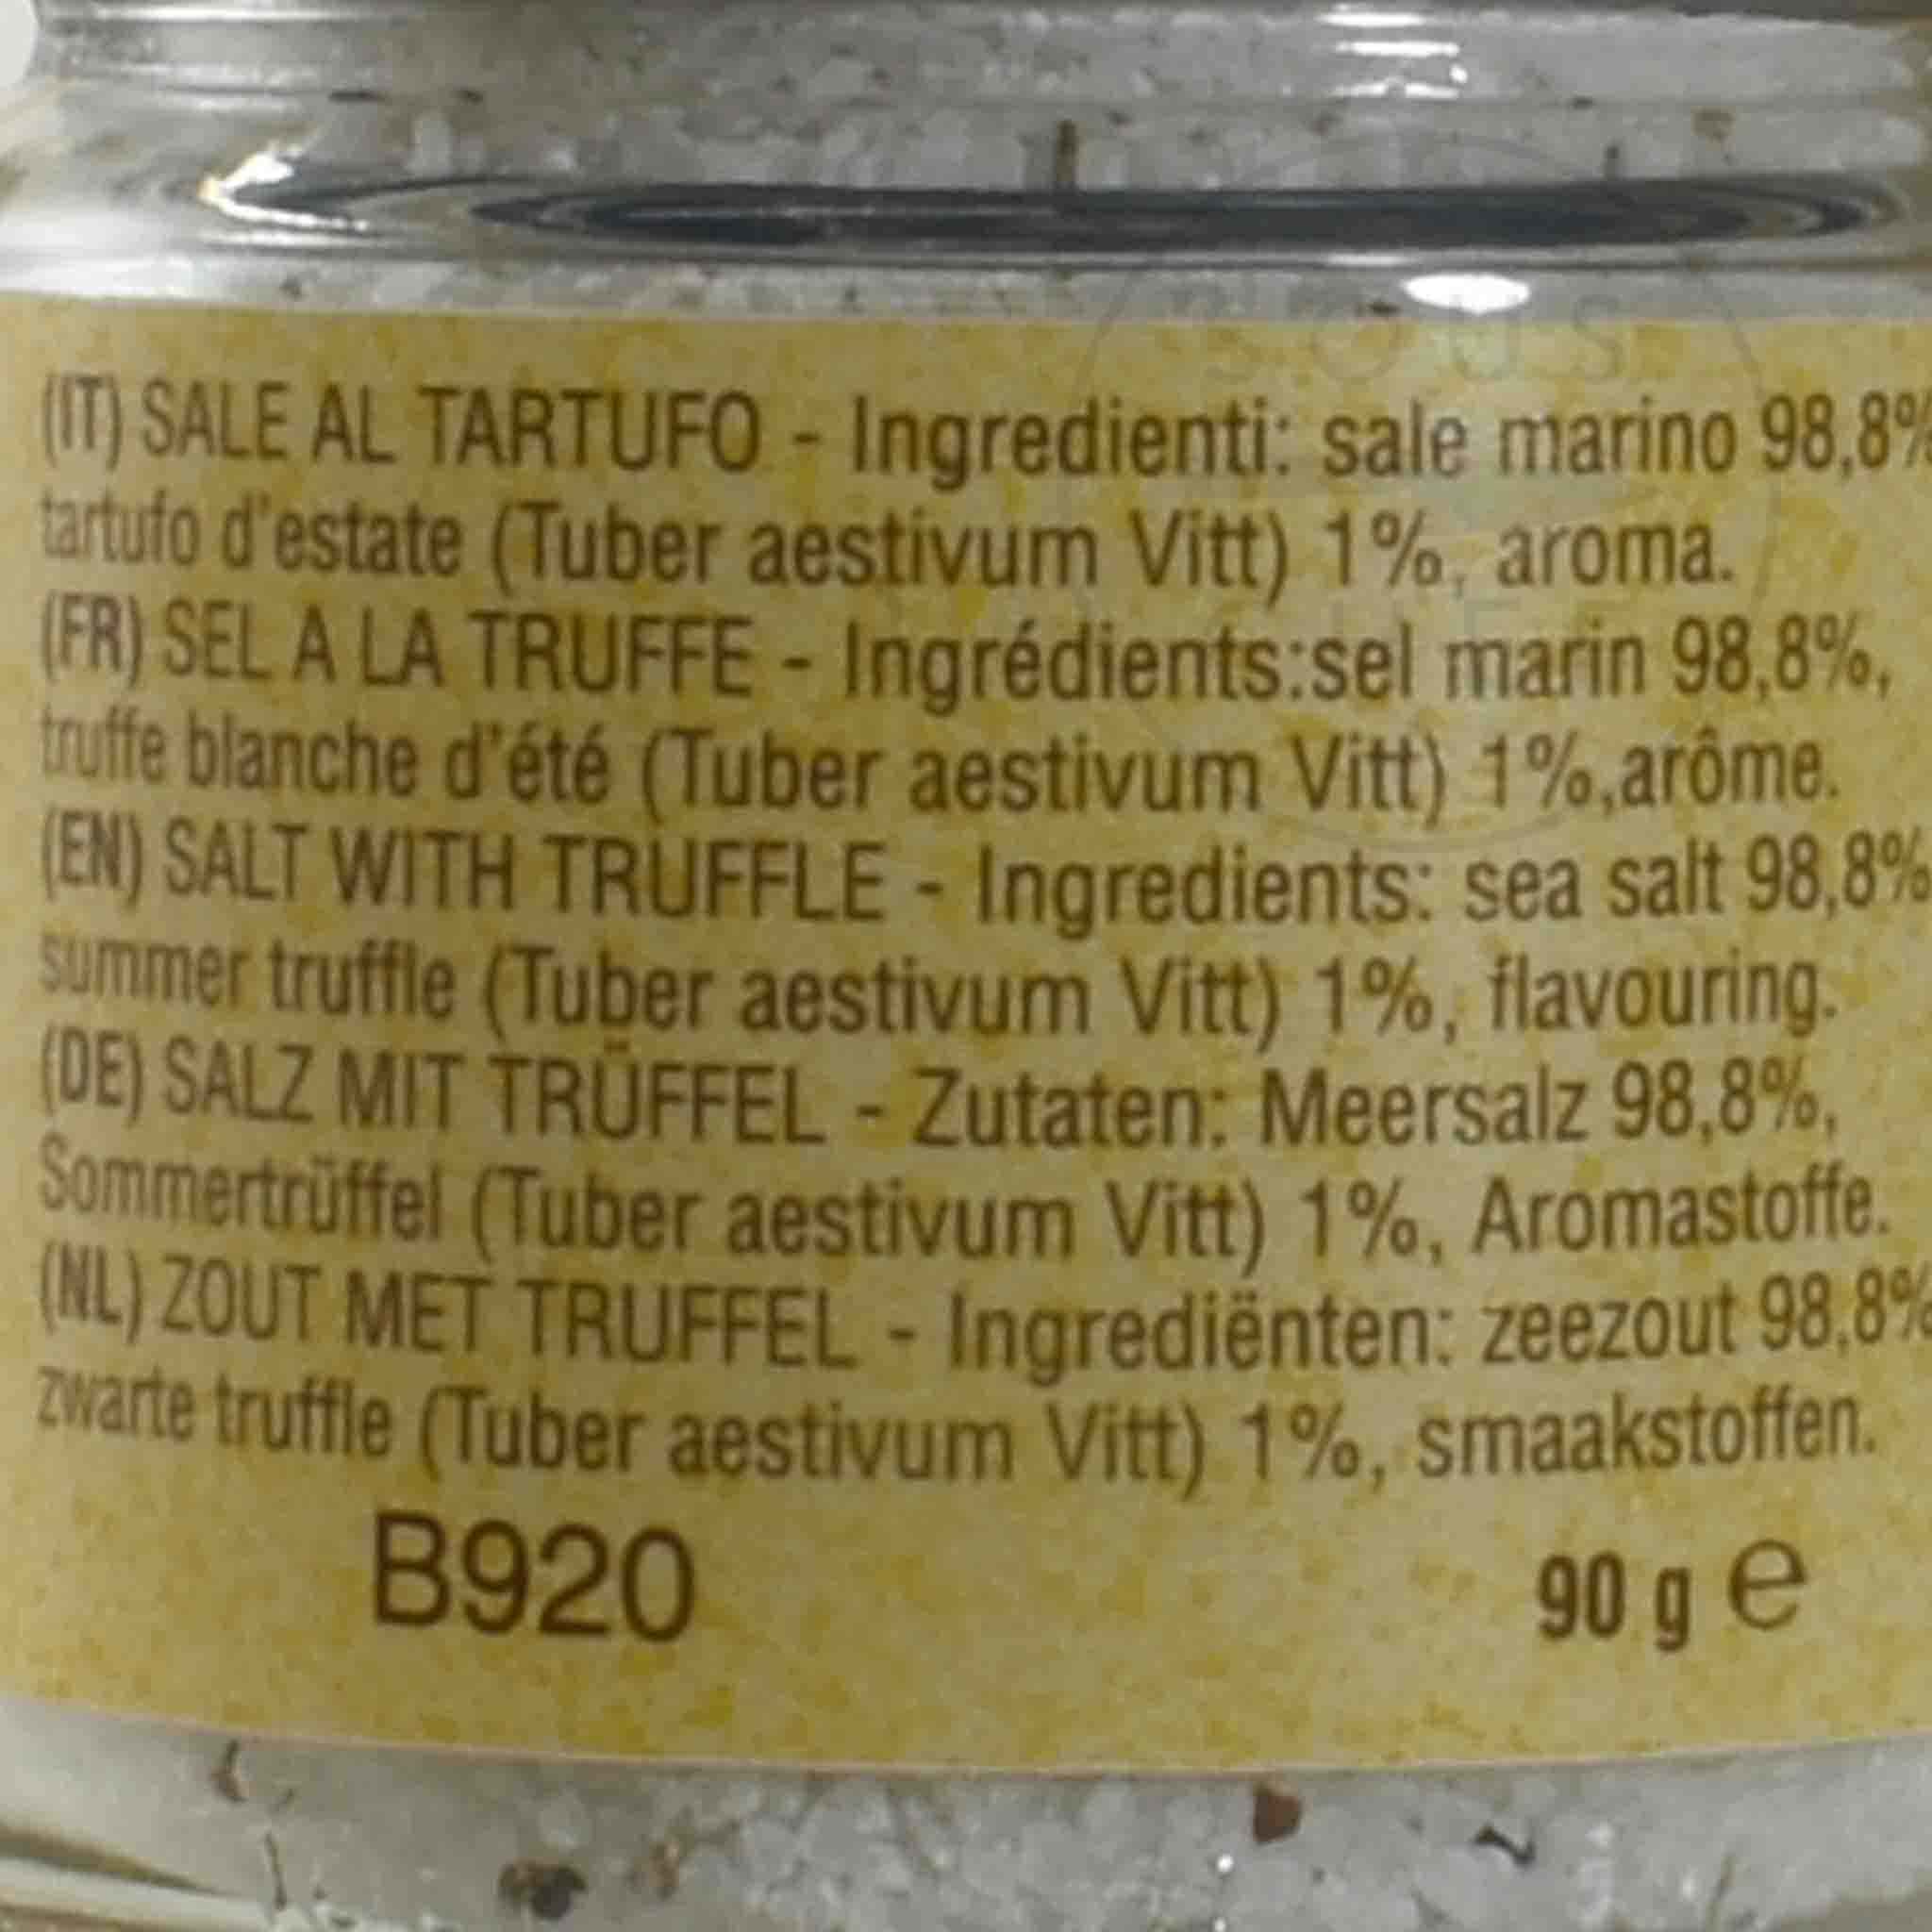 (IT) SALE AL TARTUFO - Ingredienti: sale marino 98,8%
tartufo d'estate (Tuber aestivum Vitt) 1%, aroma.
(FR) SEL A LA TRUFFE - Ingrédients:sel marin 98,8%,
truffe blanche d'été (Tuber aestivum Vitt) 1%,arôme.
(EN) SALT WITH TRUFFLE - Ingredients: sea salt 98,8%
summer truffle (Tuber aestivum Vitt) 1%, flavouring.
(DE) SALZ MIT TRÜFFEL - Zutaten: Meersalz 98,8%,
Sommertrüffel (Tuber aestivum Vitt) 1%, Aromastoffe.
(NL) ZOUT MET TRUFFEL - Ingrediënten: zeezout 98,8%
zwarte truffle (Tuber aestivum Vitt) 1%, smaakstoffen.
B920
90 g e